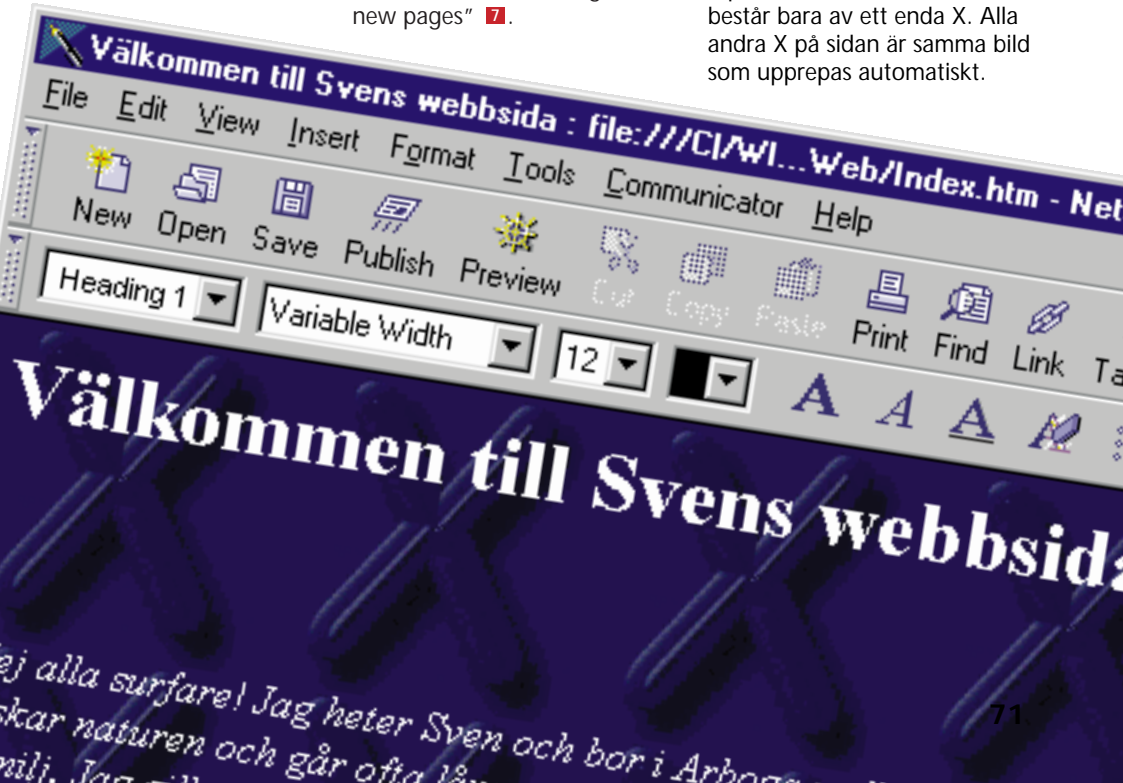 new pages” 7.
består bara av ett enda X. Alla
andra X på sidan är samma bild
som upprepas automatiskt.
Välkommen till Svens webbsida : file:///C|/WI...Web/Index.htm - Net
File Edit View Insert Format Tools Communicator Help
New Open Save Publish Preview Cut Copy Paste Print Find Link Ta
Heading 1 Variable Width 12 A A A
Välkommen till Svens webbsida
ej alla surfare! Jag heter Sven och bor i Arboga
skar naturen och går ofta
milj. Jag
71